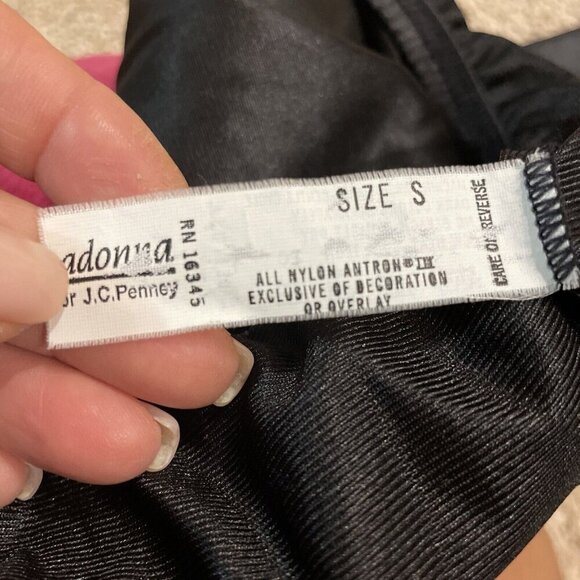 SIZE S
adonna
or J.C.Penney
RN 16345
ALL NYLON ANTRON® III
EXCLUSIVE OF DECORATION
OR OVERLAY
CARE ON REVERSE